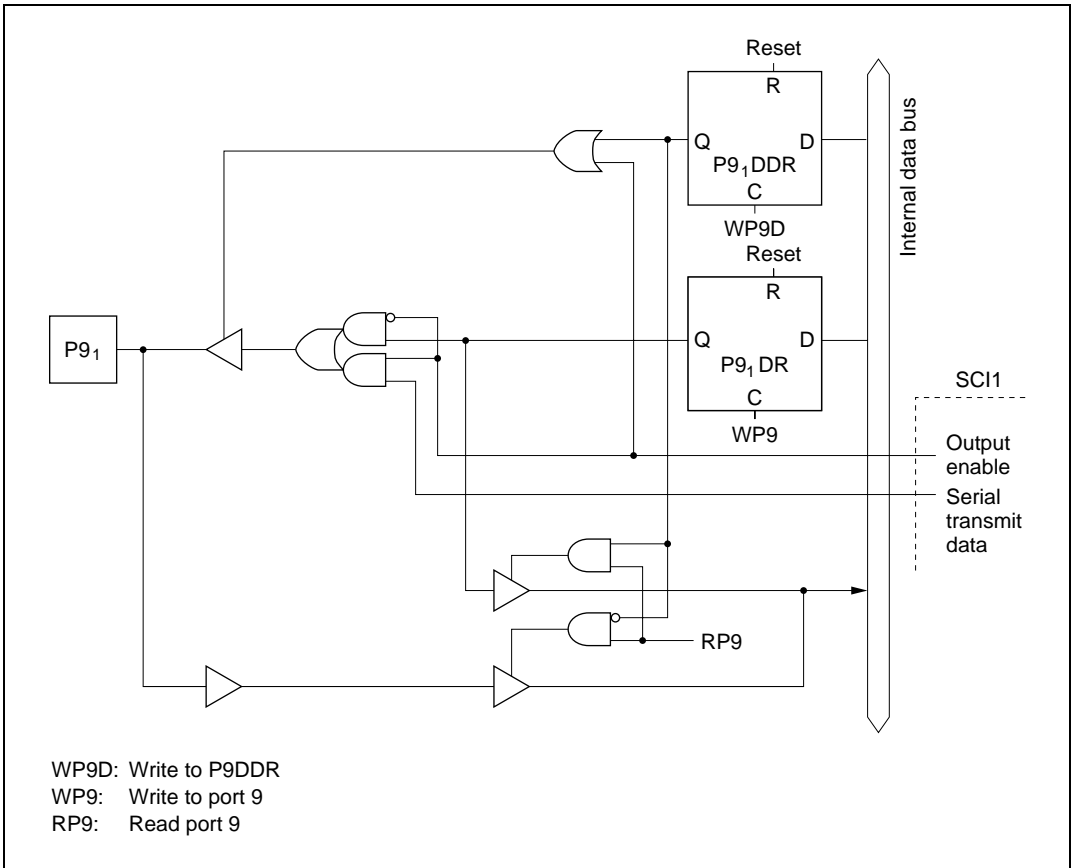 Reset
R
Q D
P9₁DDR
C
WP9D
Reset
R
Q D
P9₁DR
C
WP9
Internal data bus
P9₁
SCI1
Output
enable
Serial
transmit
data
RP9
WP9D: Write to P9DDR
WP9: Write to port 9
RP9: Read port 9